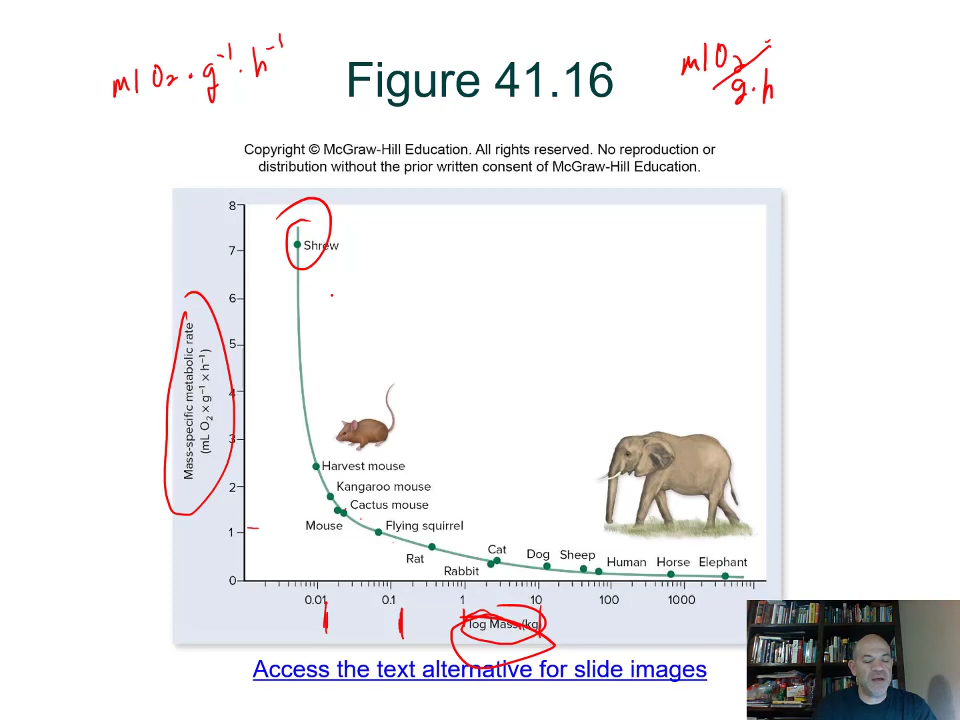 ml O₂ · g⁻¹ · h⁻¹
ml O₂
g · h
Figure 41.16
Copyright © McGraw-Hill Education. All rights reserved. No reproduction or
distribution without the prior written consent of McGraw-Hill Education.
Mass-specific metabolic rate
(mL O₂ × g⁻¹ × h⁻¹)
8
7
6
5
4
3
2
1
0
Shrew
Harvest mouse
Kangaroo mouse
Cactus mouse
Mouse
Flying squirrel
Rat
Rabbit
Cat
Dog
Sheep
Human
Horse
Elephant
0.01
0.1
1
10
100
1000
log Mass (kg)
Access the text alternative for slide images